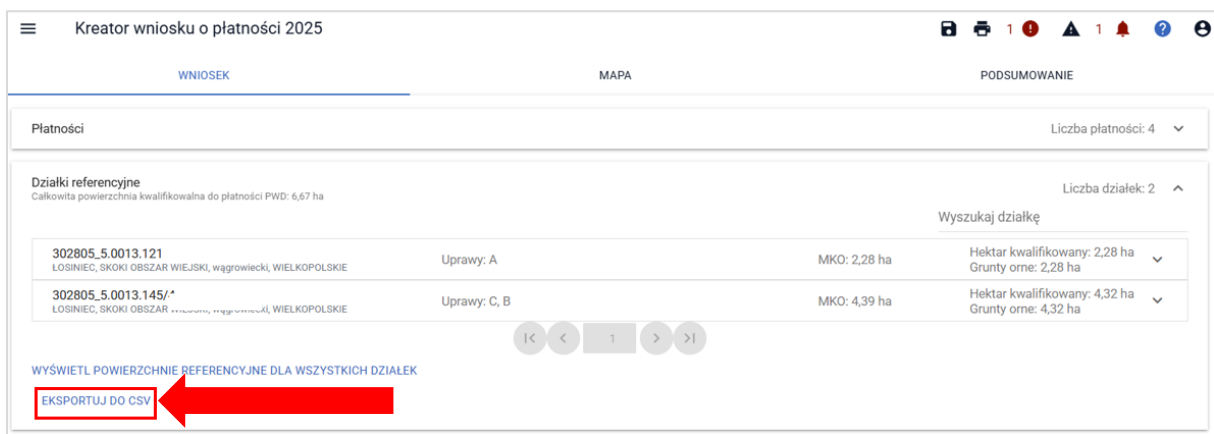 Kreator wniosku o płatności 2025
1
1
WNIOSEK
MAPA
PODSUMOWANIE
Płatności
Liczba płatności: 4
Działki referencyjne
Całkowita powierzchnia kwalifikowalna do płatności PWD: 6,67 ha
Liczba działek: 2
Wyszukaj działkę
302805_5.0013.121
ŁOSINIEC, SKOKI OBSZAR WIEJSKI, wągrowiecki, WIELKOPOLSKIE
Uprawy: A
MKO: 2,28 ha
Hektar kwalifikowany: 2,28 ha
Grunty orne: 2,28 ha
302805_5.0013.145/
ŁOSINIEC, SKOKI OBSZAR WIELKOPOLSKIE
Uprawy: C, B
MKO: 4,39 ha
Hektar kwalifikowany: 4,32 ha
Grunty orne: 4,32 ha
1
WYŚWIETL POWIERZCHNIE REFERENCYJNE DLA WSZYSTKICH DZIAŁEK
EKSPORTUJ DO CSV